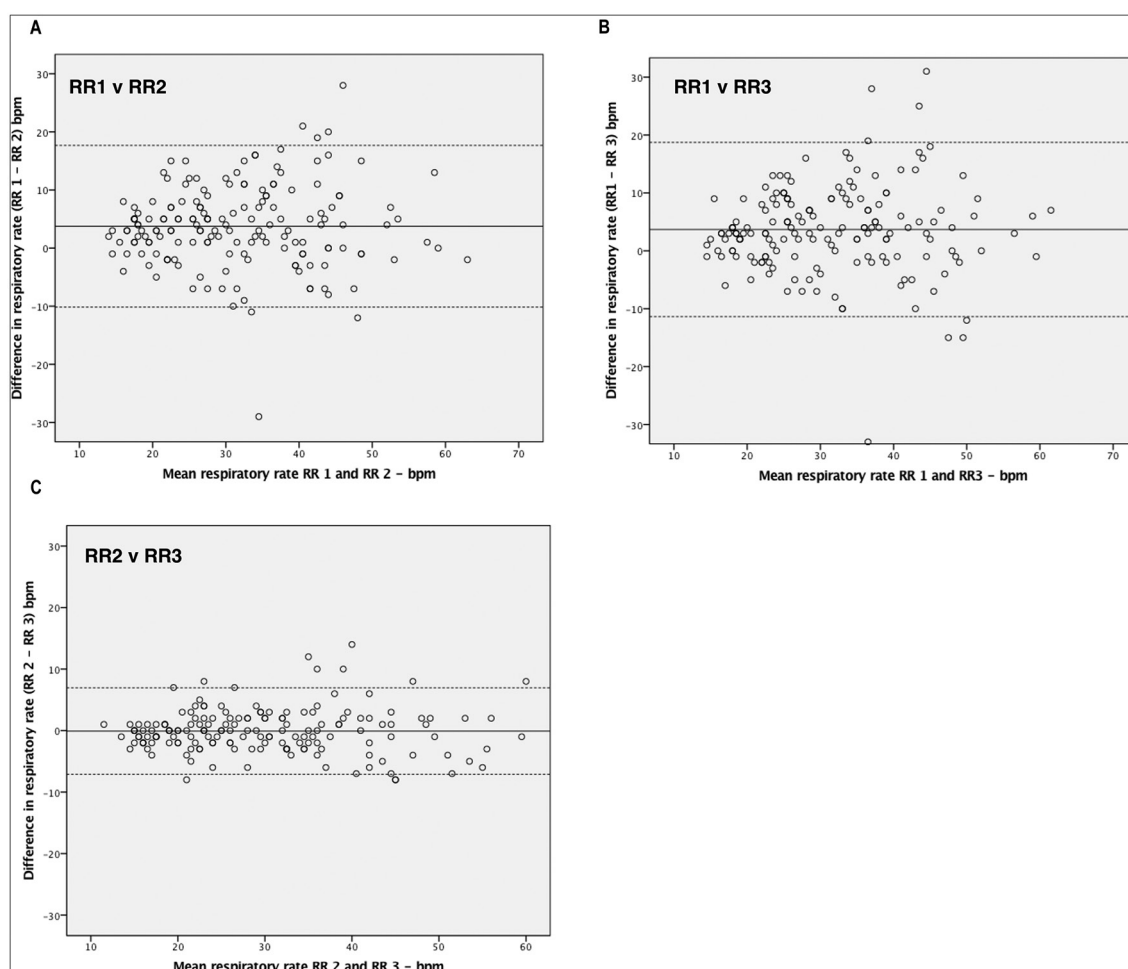 A
RR1 v RR2
Difference in respiratory rate (RR 1 – RR 2) bpm
30
20
10
0
–10
–20
–30
10 20 30 40 50 60 70
Mean respiratory rate RR 1 and RR 2 – bpm
B
RR1 v RR3
Difference in respiratory rate (RR1 – RR 3) bpm
30
20
10
0
–10
–20
–30
10 20 30 40 50 60 70
Mean respiratory rate RR 1 and RR3 – bpm
C
RR2 v RR3
Difference in respiratory rate (RR 2 – RR 3) bpm
30
20
10
0
–10
–20
–30
10 20 30 40 50 60
Mean respiratory rate RR 2 and RR 3 – bpm